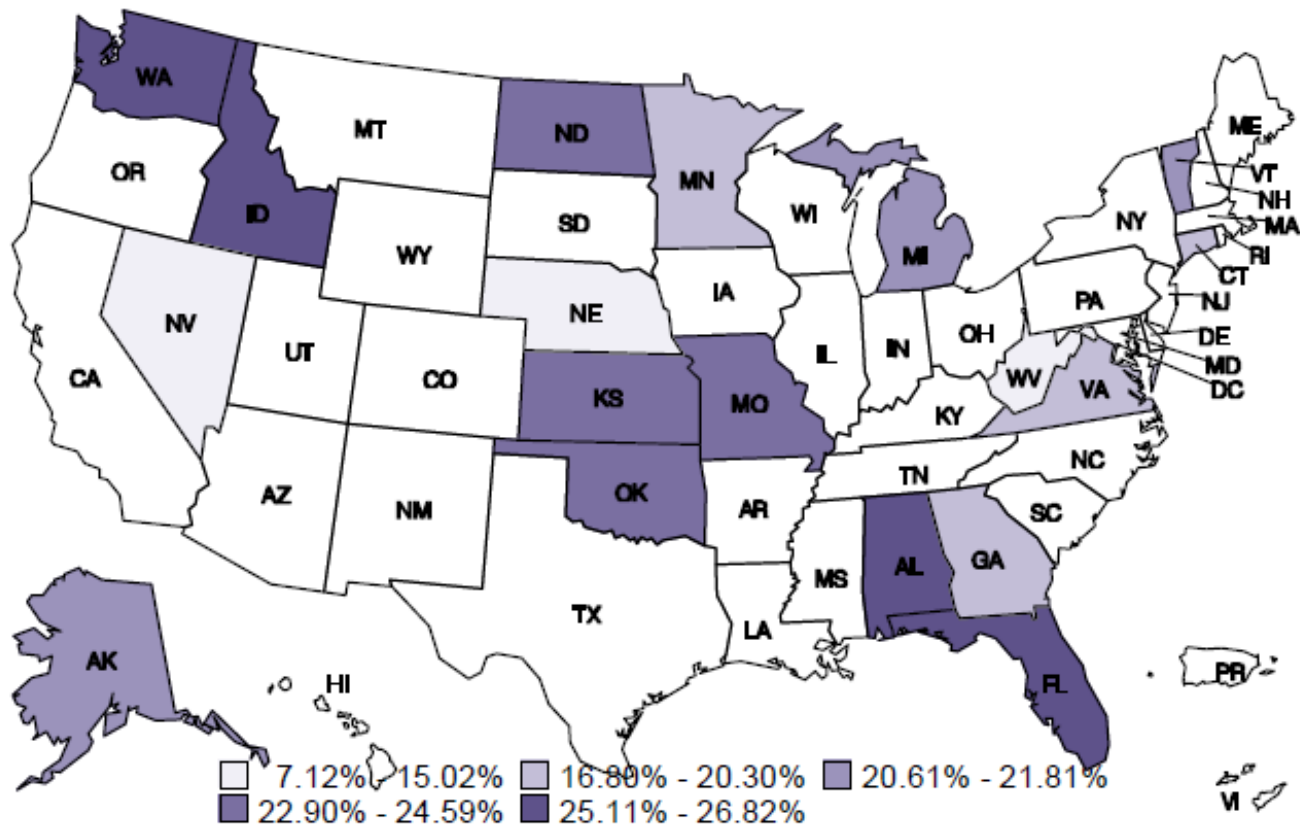 WA
MT
ND
MN
ME
VT
NH
MA
RI
CT
OR
ID
SD
WI
NY
WY
MI
IA
PA
NJ
NV
NE
OH
DE
MD
DC
UT
CO
IL
IN
WV
VA
CA
KS
MO
KY
AZ
NM
OK
AR
TN
NC
SC
MS
AL
GA
TX
LA
AK
HI
FL
PR
VI
7.12% - 15.02%
16.80% - 20.30%
20.61% - 21.81%
22.90% - 24.59%
25.11% - 26.82%